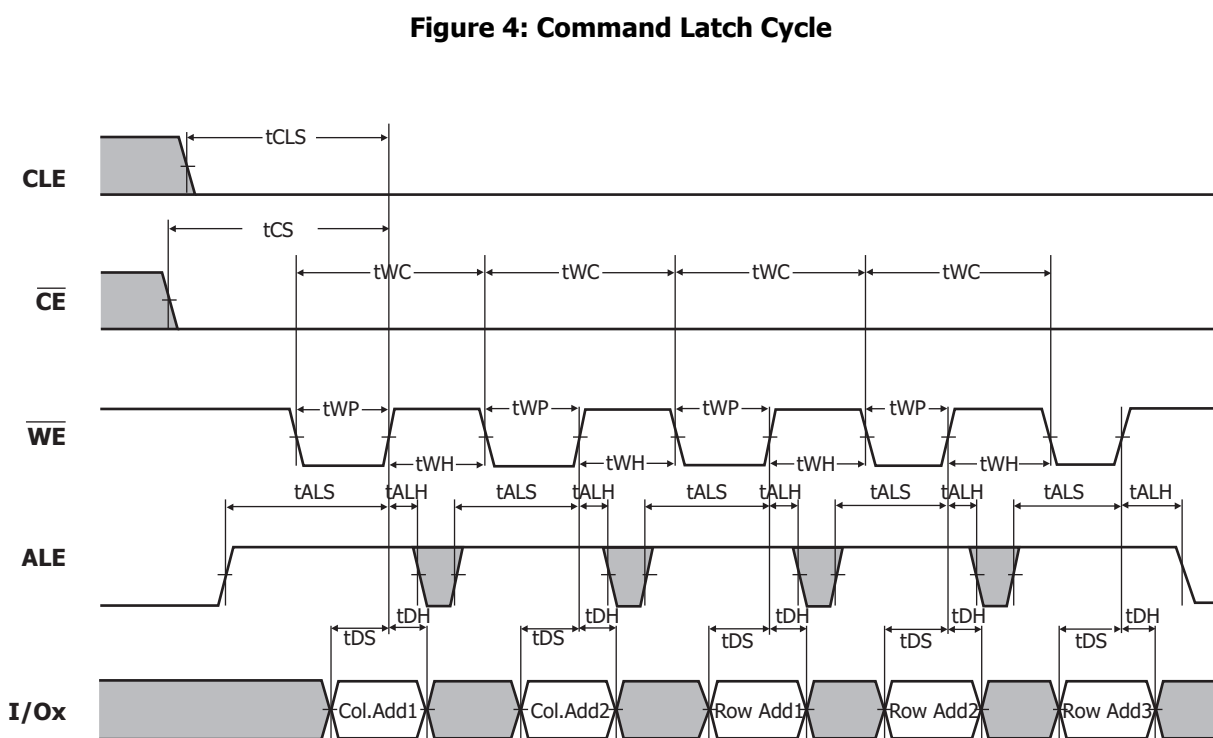 Figure 4: Command Latch Cycle
tCLS
CLE
tCS
tWC tWC tWC tWC
CE
tWP tWP tWP tWP
WE
tWH tWH tWH tWH
tALS tALH tALS tALH tALS tALH tALS tALH tALS tALH
ALE
tDH tDH tDH tDH tDH
tDS tDS tDS tDS tDS
I/Ox Col.Add1 Col.Add2 Row Add1 Row Add2 Row Add3